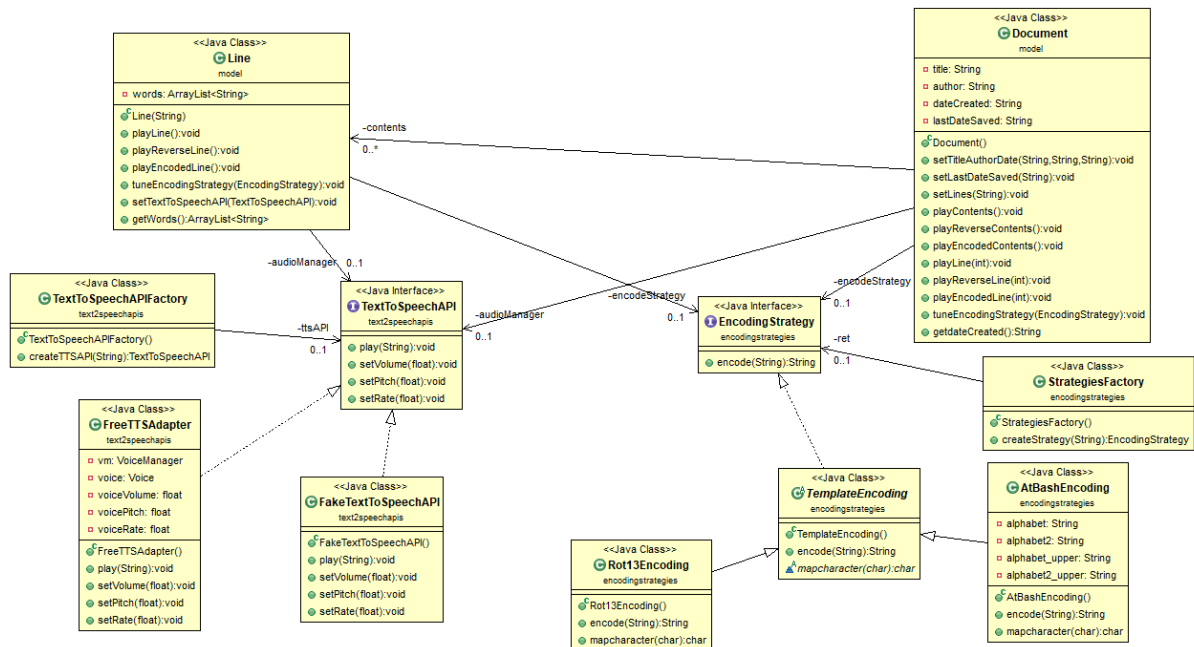 <<Java Class>>
Line
model
words: ArrayList<String>
Line(String)
playLine():void
playReverseLine():void
playEncodedLine():void
tuneEncodingStrategy(EncodingStrategy):void
setTextToSpeechAPI(TextToSpeechAPI):void
getWords():ArrayList<String>
<<Java Class>>
Document
model
title: String
author: String
dateCreated: String
lastDateSaved: String
Document()
setTitleAuthorDate(String,String,String):void
setLastDateSaved(String):void
setLines(String):void
playContents():void
playReverseContents():void
playEncodedContents():void
playLine(int):void
playReverseLine(int):void
playEncodedLine(int):void
tuneEncodingStrategy(EncodingStrategy):void
getdateCreated():String
-contents
0..*
-audioManager
0..1
-encodeStrategy
0..1
-audioManager
0..1
-encodeStrategy
0..1
<<Java Class>>
TextToSpeechAPIFactory
text2speechapis
TextToSpeechAPIFactory()
createTTSAPI(String):TextToSpeechAPI
-ttsAPI
0..1
<<Java Interface>>
TextToSpeechAPI
text2speechapis
play(String):void
setVolume(float):void
setPitch(float):void
setRate(float):void
<<Java Interface>>
EncodingStrategy
encodingstrategies
encode(String):String
-ret
0..1
<<Java Class>>
StrategiesFactory
encodingstrategies
StrategiesFactory()
createStrategy(String):EncodingStrategy
<<Java Class>>
FreeTTSAdapter
text2speechapis
vm: VoiceManager
voice: Voice
voiceVolume: float
voicePitch: float
voiceRate: float
FreeTTSAdapter()
play(String):void
setVolume(float):void
setPitch(float):void
setRate(float):void
<<Java Class>>
FakeTextToSpeechAPI
text2speechapis
FakeTextToSpeechAPI()
play(String):void
setVolume(float):void
setPitch(float):void
setRate(float):void
<<Java Class>>
TemplateEncoding
encodingstrategies
TemplateEncoding()
encode(String):String
mapcharacter(char):char
<<Java Class>>
AtBashEncoding
encodingstrategies
alphabet: String
alphabet2: String
alphabet_upper: String
alphabet2_upper: String
AtBashEncoding()
encode(String):String
mapcharacter(char):char
<<Java Class>>
Rot13Encoding
encodingstrategies
Rot13Encoding()
encode(String):String
mapcharacter(char):char